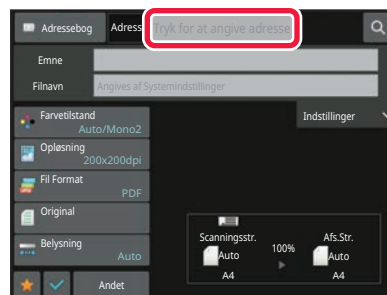 Adressebog Adress Tryk for at angive adresse
Emne
Filnavn Angives af Systemindstillinger
Farvetilstand
Auto/Mono2
Indstillinger
Opløsning
200x200dpi
Fil Format
PDF
Original
Belysning
Auto
Scanningsstr.
Auto
A4
100%
Afs.Str.
Auto
A4
Andet